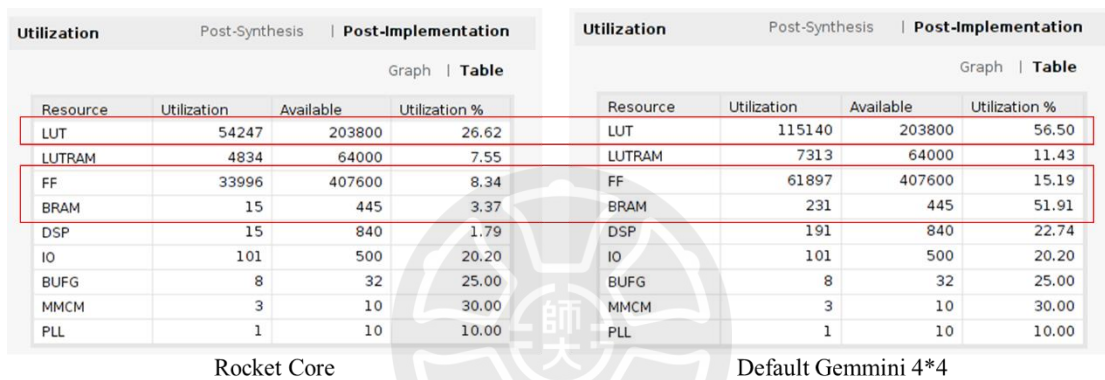 Utilization Post-Synthesis | Post-Implementation
Graph | Table
Resource Utilization Available Utilization %
LUT 54247 203800 26.62
LUTRAM 4834 64000 7.55
FF 33996 407600 8.34
BRAM 15 445 3.37
DSP 15 840 1.79
IO 101 500 20.20
BUFG 8 32 25.00
MMCM 3 10 30.00
PLL 1 10 10.00
Rocket Core
Utilization Post-Synthesis | Post-Implementation
Graph | Table
Resource Utilization Available Utilization %
LUT 115140 203800 56.50
LUTRAM 7313 64000 11.43
FF 61897 407600 15.19
BRAM 231 445 51.91
DSP 191 840 22.74
IO 101 500 20.20
BUFG 8 32 25.00
MMCM 3 10 30.00
PLL 1 10 10.00
Default Gemmini 4*4
師大